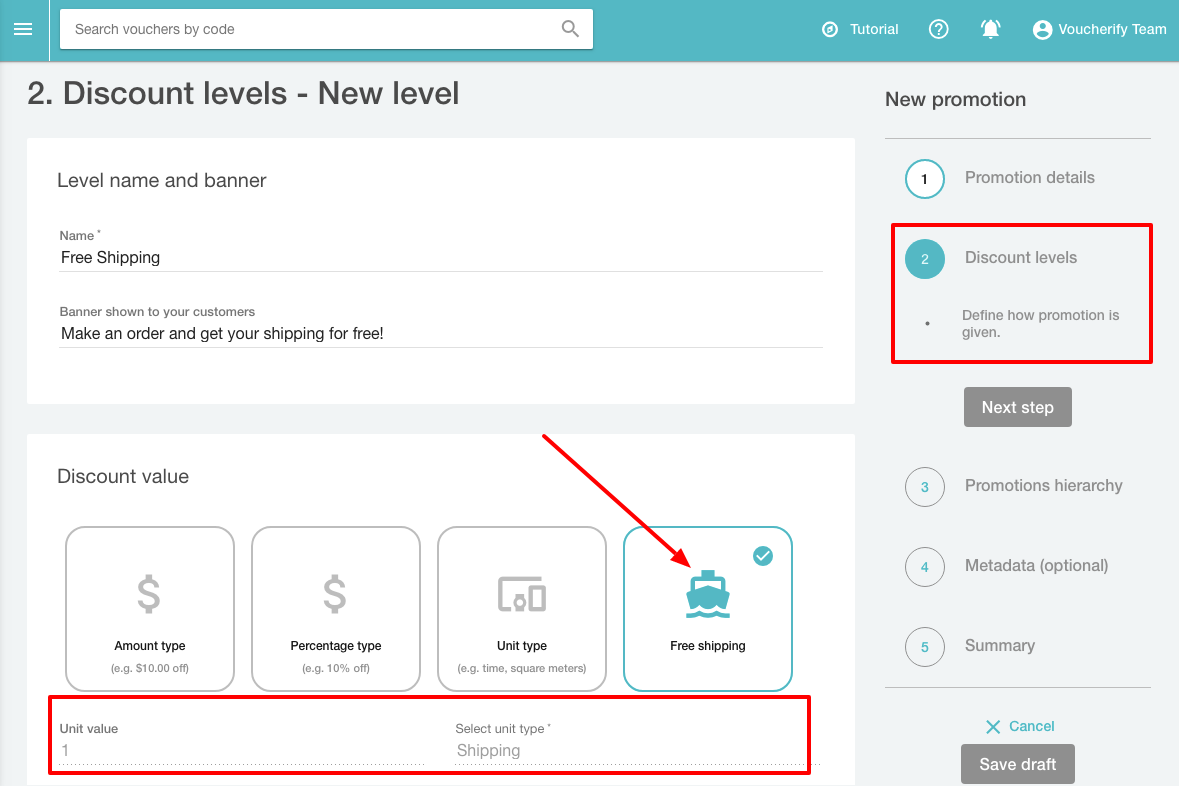 Search vouchers by code
Tutorial
Voucherify Team
2. Discount levels - New level
Level name and banner
Name *
Free Shipping
Banner shown to your customers
Make an order and get your shipping for free!
Discount value
Amount type
(e.g. $10.00 off)
Percentage type
(e.g. 10% off)
Unit type
(e.g. time, square meters)
Free shipping
Unit value
1
Select unit type *
Shipping
New promotion
1 Promotion details
2 Discount levels
• Define how promotion is
given.
Next step
3 Promotions hierarchy
4 Metadata (optional)
5 Summary
Cancel
Save draft